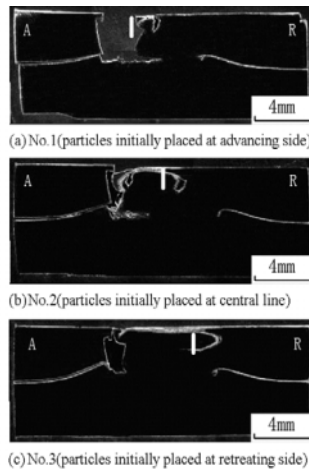 A R
4mm
(a) No.1(particles initially placed at advancing side)
A R
4mm
(b) No.2(particles initially placed at central line)
A R
4mm
(c) No.3(particles initially placed at retreating side)